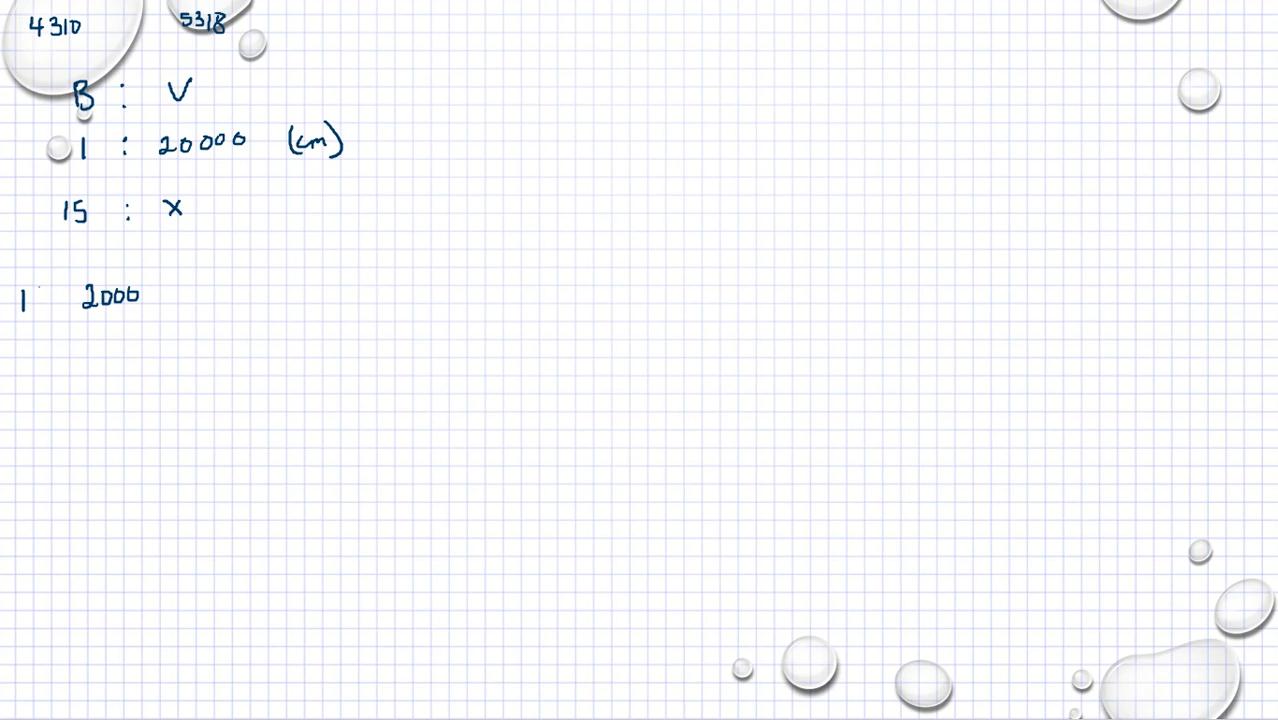 4310 5318
B : V
1 : 20000 (cm)
15 : x
1 2000